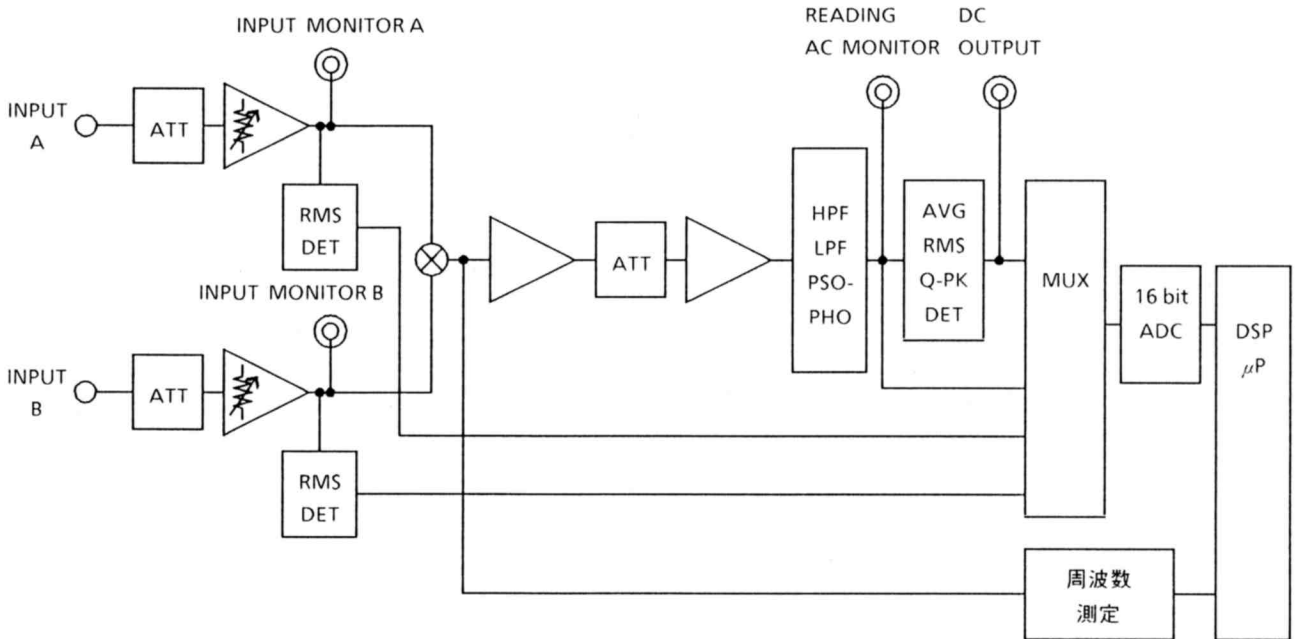 READING
AC MONITOR
DC
OUTPUT
INPUT MONITOR A
INPUT
A
ATT
RMS
DET
HPF
LPF
PSO-
PHO
AVG
RMS
Q-PK
DET
MUX
16 bit
ADC
DSP
μP
ATT
INPUT MONITOR B
INPUT
B
ATT
RMS
DET
周波数
測定